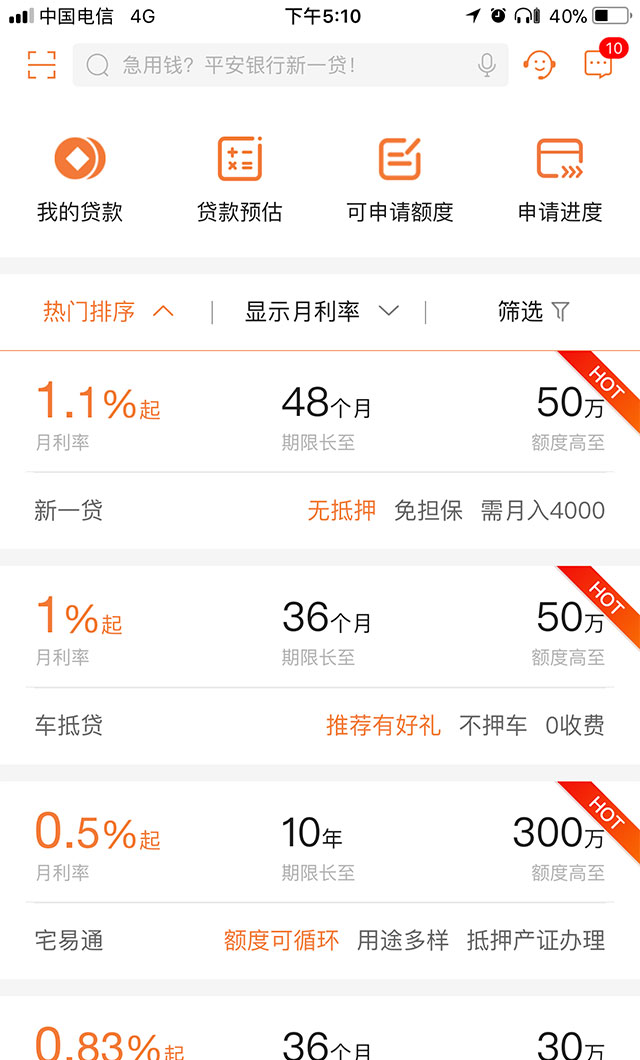 中国电信 4G 下午5:10 40%
急用钱？平安银行新一贷！ 10
我的贷款 贷款预估 可申请额度 申请进度
热门排序 显示月利率 筛选
HOT
1.1%起 48个月 50万
月利率 期限长至 额度高至
新一贷 无抵押 免担保 需月入4000
HOT
1%起 36个月 50万
月利率 期限长至 额度高至
车抵贷 推荐有好礼 不押车 0收费
HOT
0.5%起 10年 300万
月利率 期限长至 额度高至
宅易通 额度可循环 用途多样 抵押产证办理
0.83%起 36个月 30万